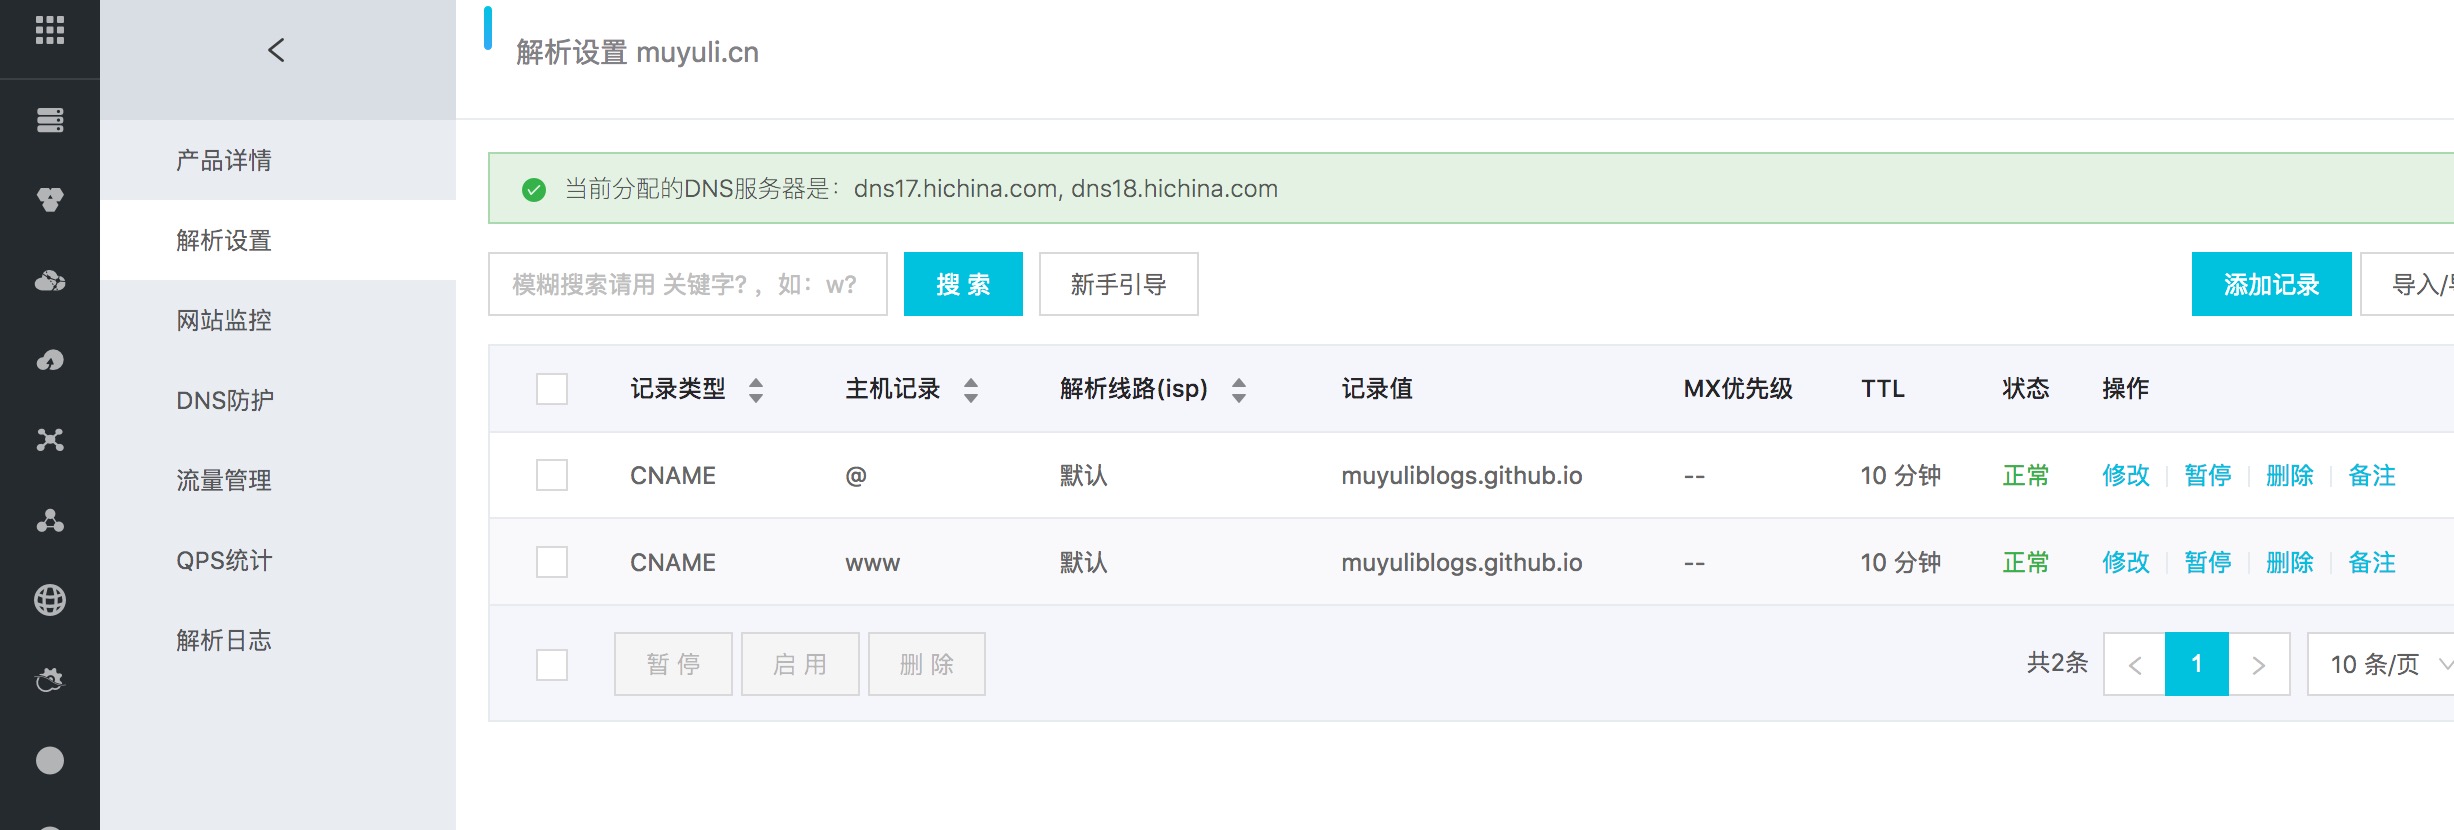 解析设置 muyuli.cn
产品详情
解析设置
网站监控
DNS防护
流量管理
QPS统计
解析日志
当前分配的DNS服务器是：dns17.hichina.com, dns18.hichina.com
模糊搜索请用 关键字?，如：w? 搜 索 新手引导 添加记录 导入/
记录类型 主机记录 解析线路(isp) 记录值 MX优先级 TTL 状态 操作
CNAME @ 默认 muyuliblogs.github.io -- 10 分钟 正常 修改 暂停 删除 备注
CNAME www 默认 muyuliblogs.github.io -- 10 分钟 正常 修改 暂停 删除 备注
暂 停 启 用 删 除 共2条 < 1 > 10 条/页